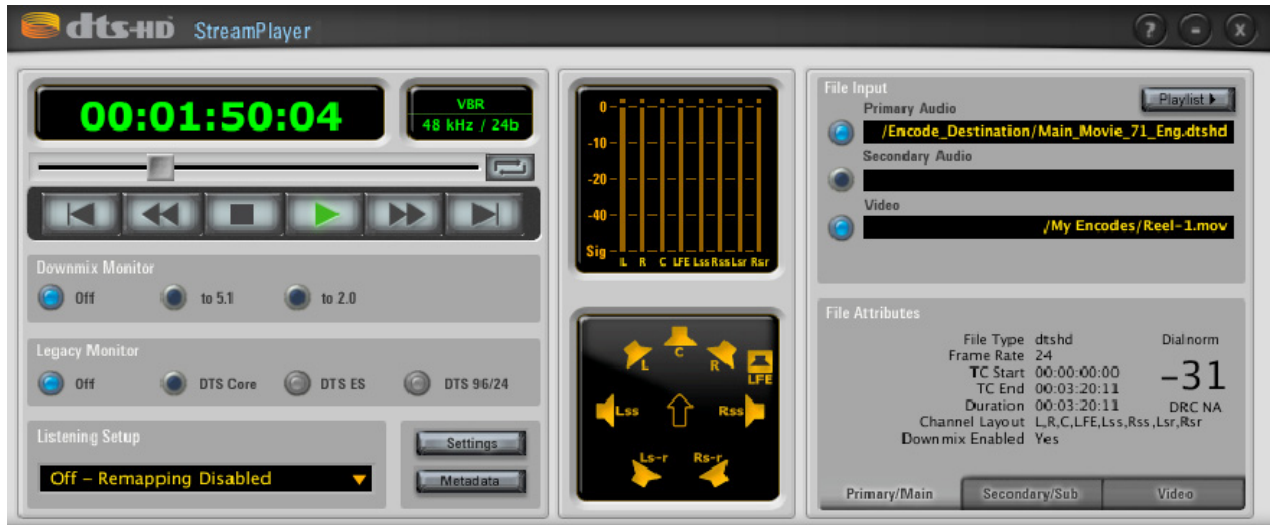 dts-HD StreamPlayer
? - X
00:01:50:04
VBR
48 kHz / 24b
Downmix Monitor
Off to 5.1 to 2.0
Legacy Monitor
Off DTS Core DTS ES DTS 96/24
Listening Setup
Off – Remapping Disabled
Settings
Metadata
0
-10
-20
-40
Sig
L R C LFE Lss Rss Lsr Rsr
L C R LFE
Lss Rss
Ls-r Rs-r
File Input
Playlist
Primary Audio
/Encode_Destination/Main_Movie_71_Eng.dtshd
Secondary Audio
Video
/My Encodes/Reel-1.mov
File Attributes
File Type dtshd
Frame Rate 24
TC Start 00:00:00:00
TC End 00:03:20:11
Duration 00:03:20:11
Channel Layout L,R,C,LFE,Lss,Rss,Lsr,Rsr
Downmix Enabled Yes
Dialnorm
-31
DRC NA
Primary/Main Secondary/Sub Video